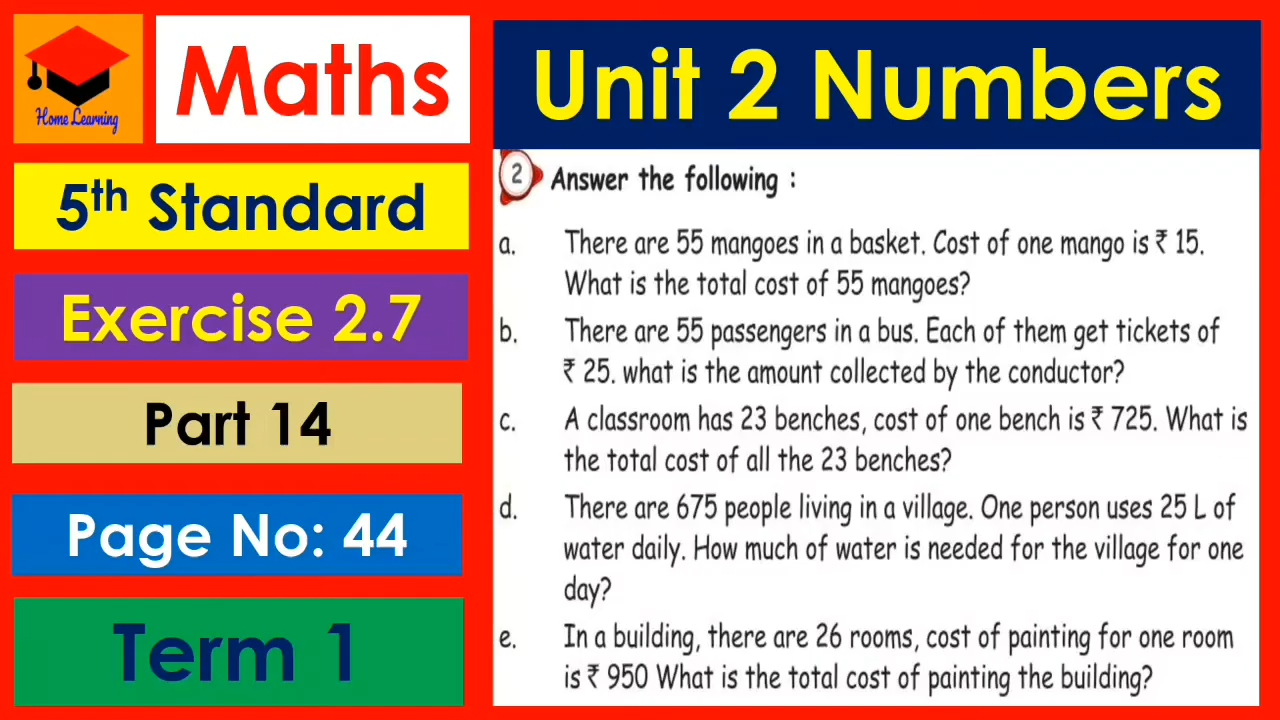 Home Learning
Maths
5th Standard
Exercise 2.7
Part 14
Page No: 44
Term 1
Unit 2 Numbers
2 Answer the following :
a. There are 55 mangoes in a basket. Cost of one mango is ₹ 15.
What is the total cost of 55 mangoes?
b. There are 55 passengers in a bus. Each of them get tickets of
₹ 25. what is the amount collected by the conductor?
c. A classroom has 23 benches, cost of one bench is ₹ 725. What is
the total cost of all the 23 benches?
d. There are 675 people living in a village. One person uses 25 L of
water daily. How much of water is needed for the village for one
day?
e. In a building, there are 26 rooms, cost of painting for one room
is ₹ 950 What is the total cost of painting the building?